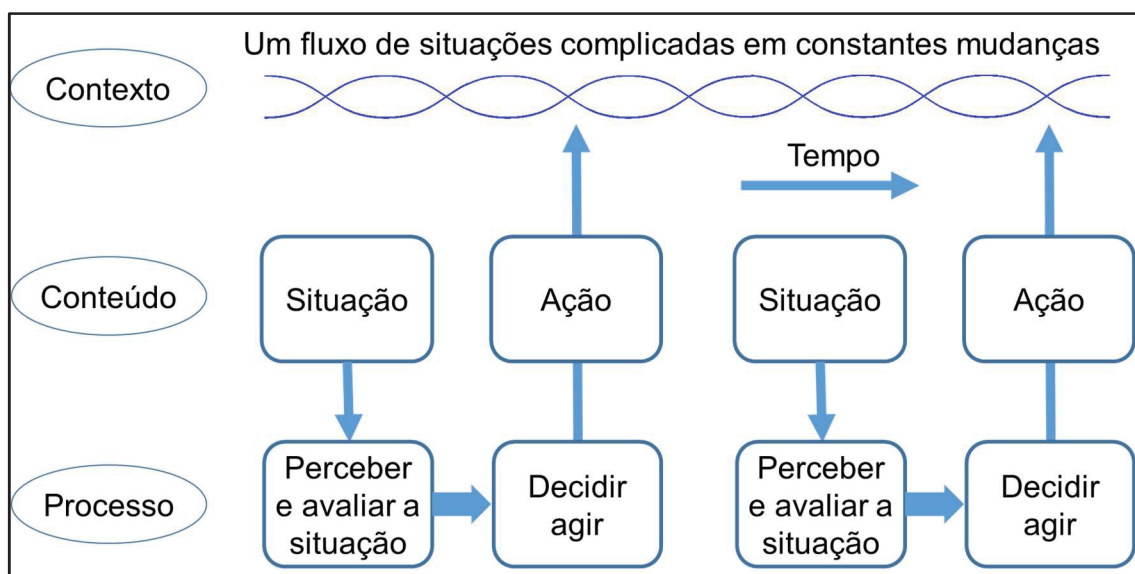 Um fluxo de situações complicadas em constantes mudanças
Contexto
Tempo
Conteúdo
Situação
Ação
Situação
Ação
Processo
Perceber
e avaliar a
situação
Decidir
agir
Perceber
e avaliar a
situação
Decidir
agir